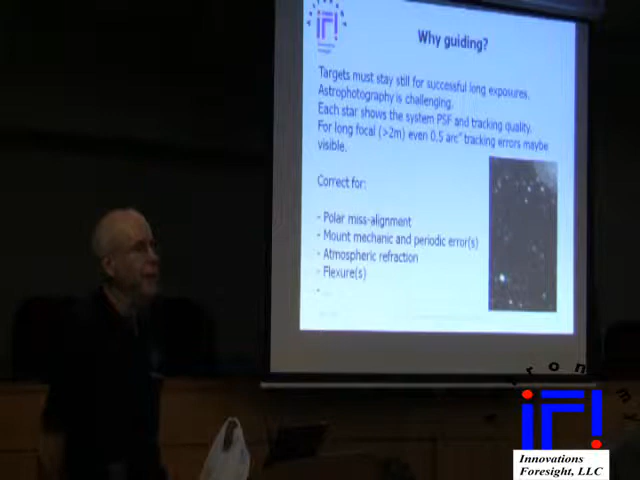 Why guiding?
Targets must stay still for successful long exposures.
Astrophotography is challenging.
Each star shows the system PSF and tracking quality.
For long focal (>2m) even 0.5 arc" tracking errors maybe
visible.
Correct for:
- Polar miss-alignment
- Mount mechanic and periodic error(s)
- Atmospheric refraction
- Flexure(s)
- ...
iF!
Innovations
Foresight, LLC